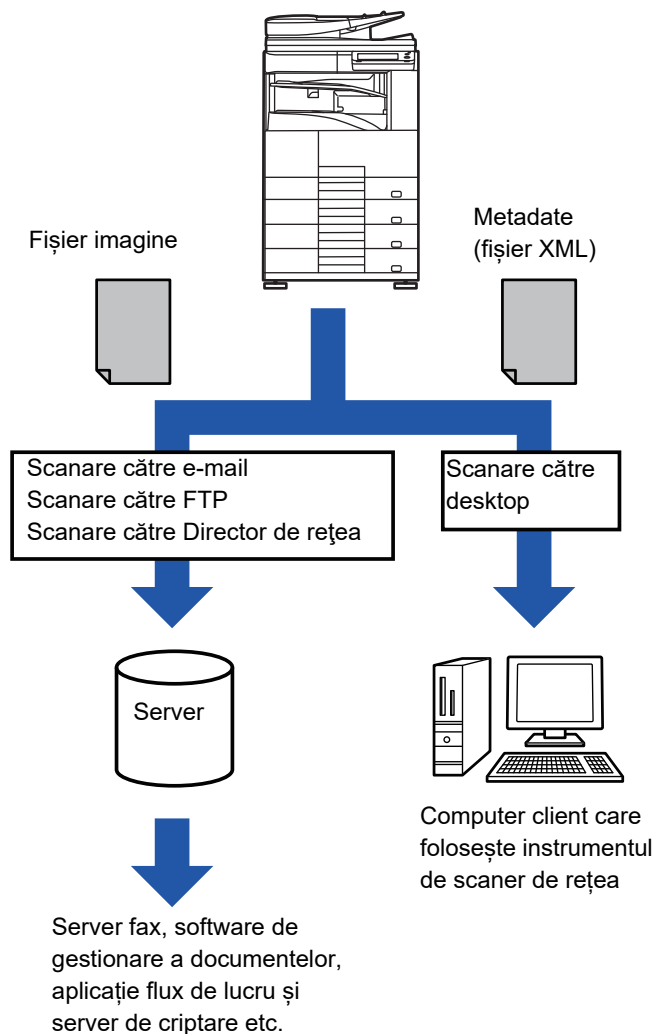 Fișier imagine
Metadate
(fișier XML)
Scanare către e-mail
Scanare către FTP
Scanare către Director de reţea
Scanare către
desktop
Server
Computer client care
folosește instrumentul
de scaner de rețea
Server fax, software de
gestionare a documentelor,
aplicație flux de lucru și
server de criptare etc.